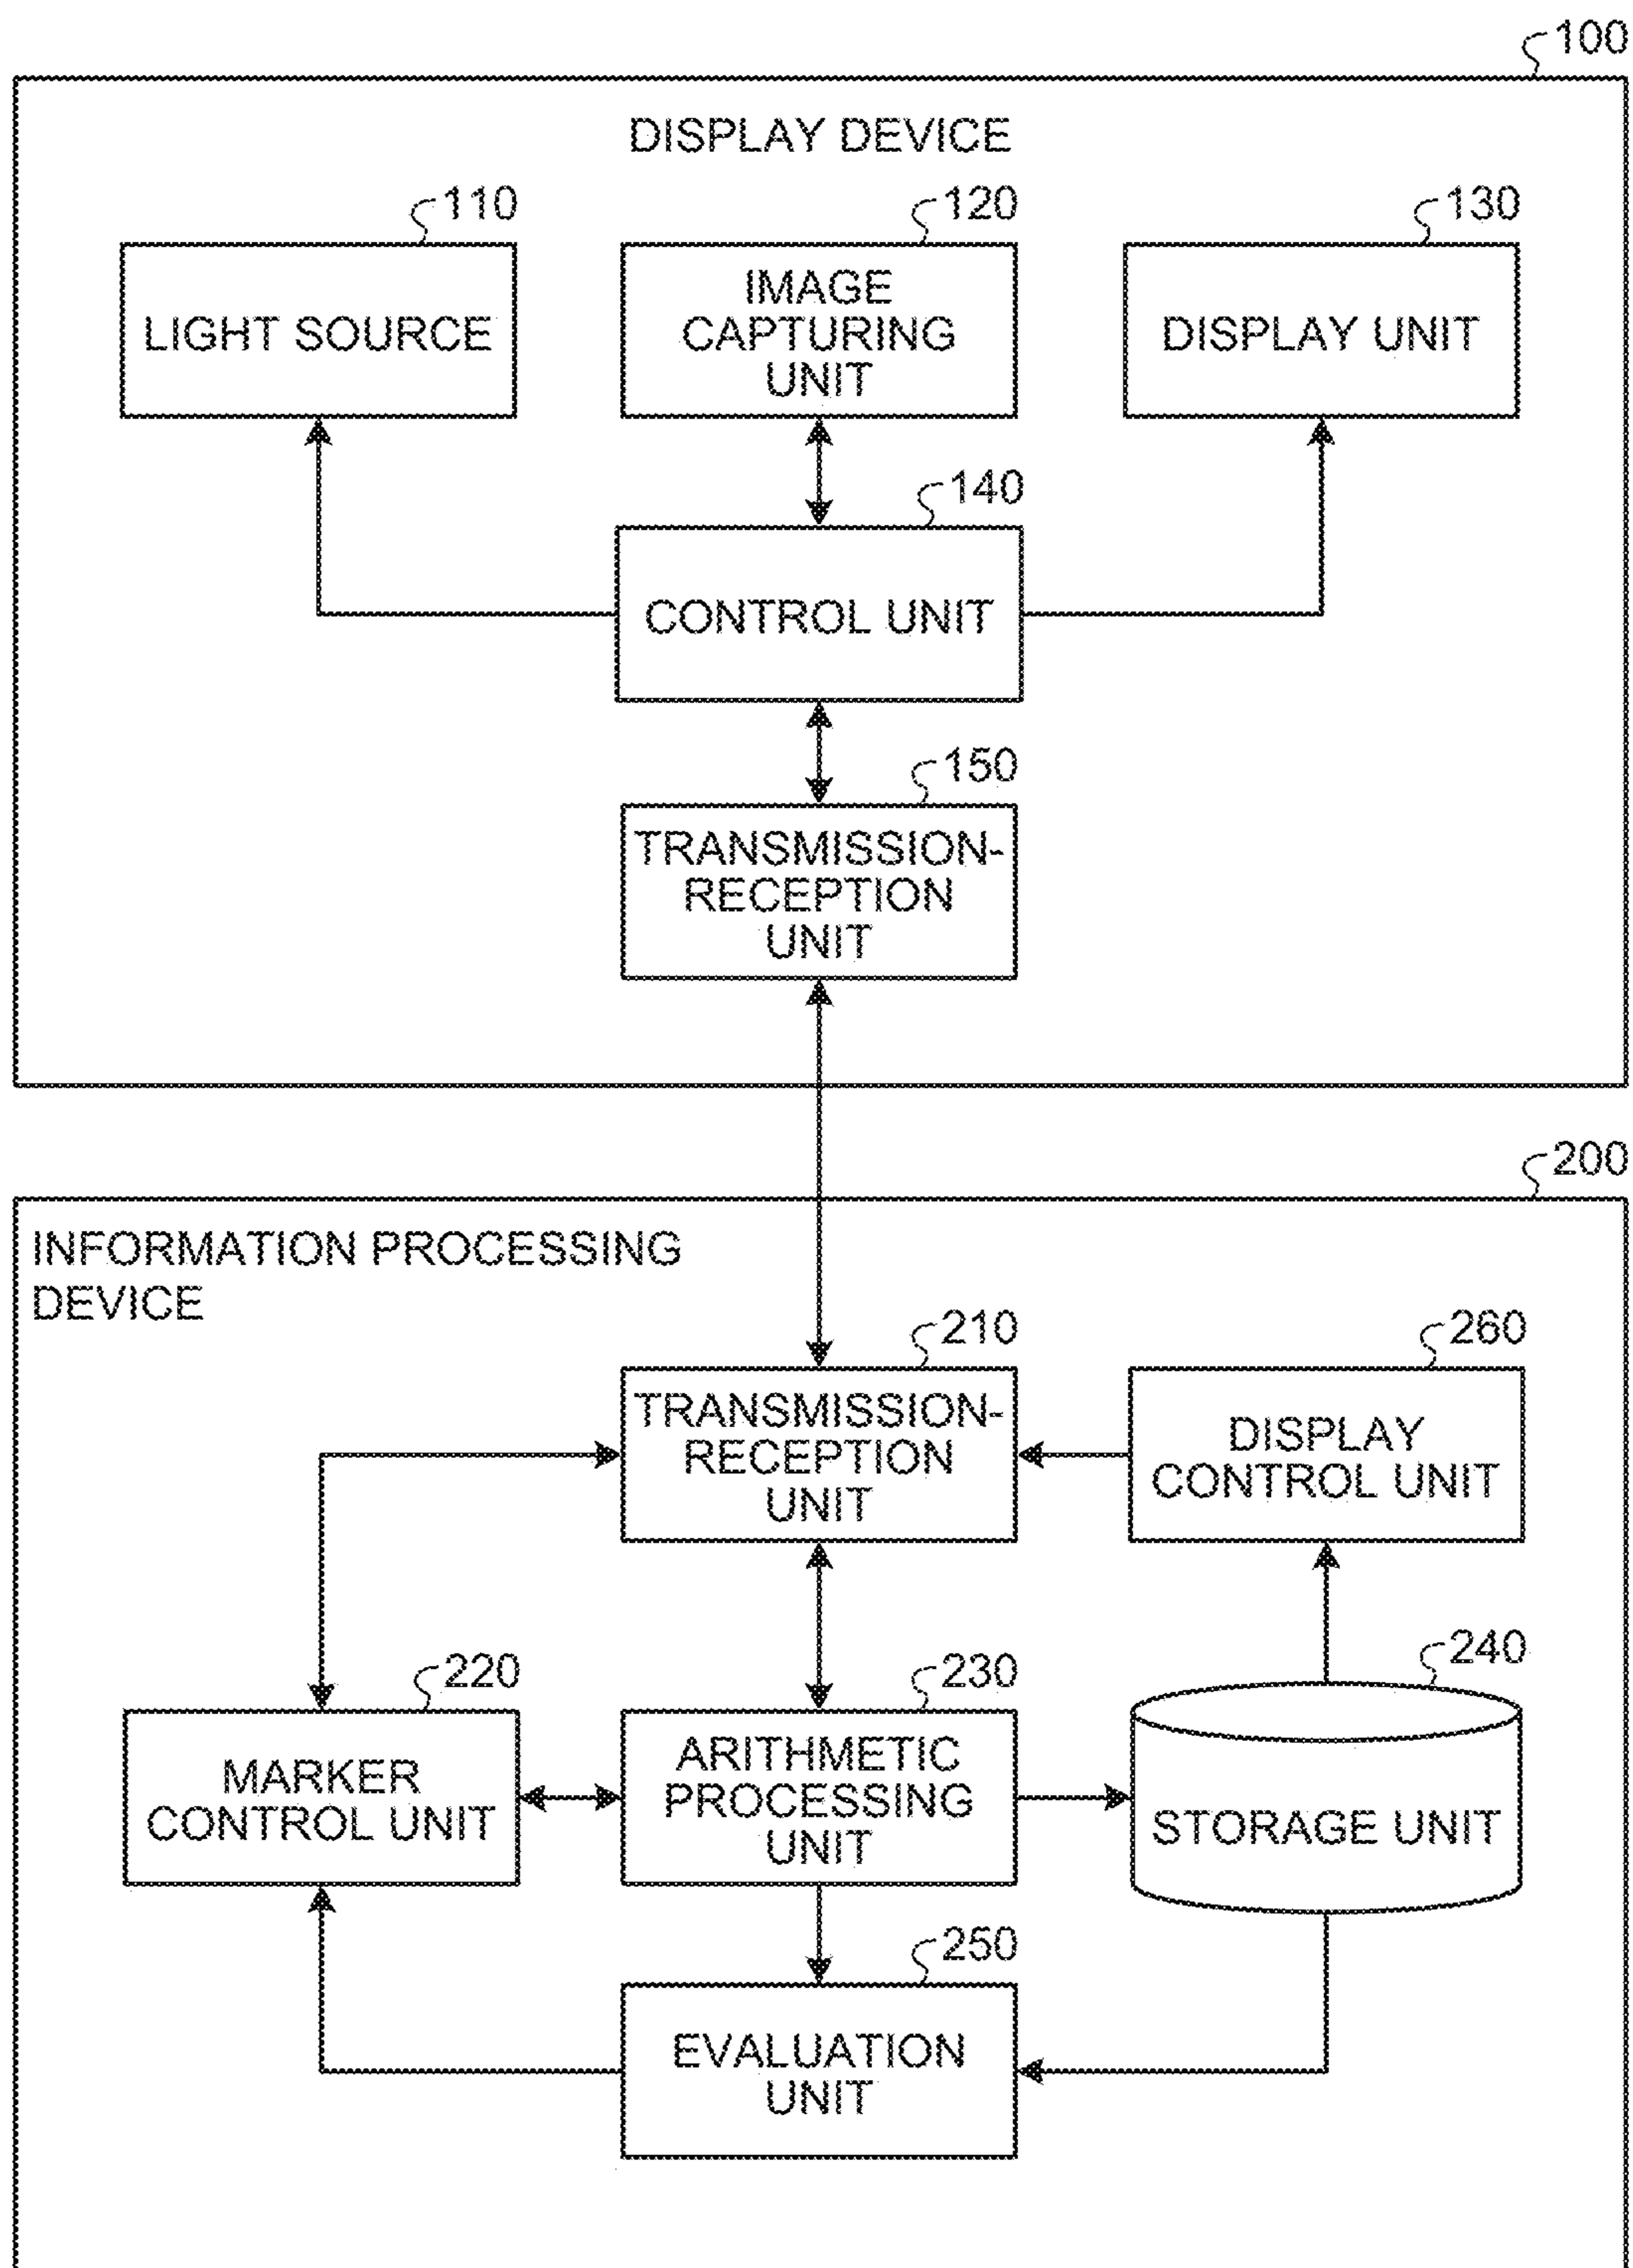 100
DISPLAY DEVICE
110
120
130
LIGHT SOURCE
IMAGE
CAPTURING
UNIT
DISPLAY UNIT
140
CONTROL UNIT
150
TRANSMISSION-
RECEPTION
UNIT
200
INFORMATION PROCESSING
DEVICE
210
260
TRANSMISSION-
RECEPTION
UNIT
DISPLAY
CONTROL UNIT
220
230
240
MARKER
CONTROL UNIT
ARITHMETIC
PROCESSING
UNIT
STORAGE UNIT
250
EVALUATION
UNIT